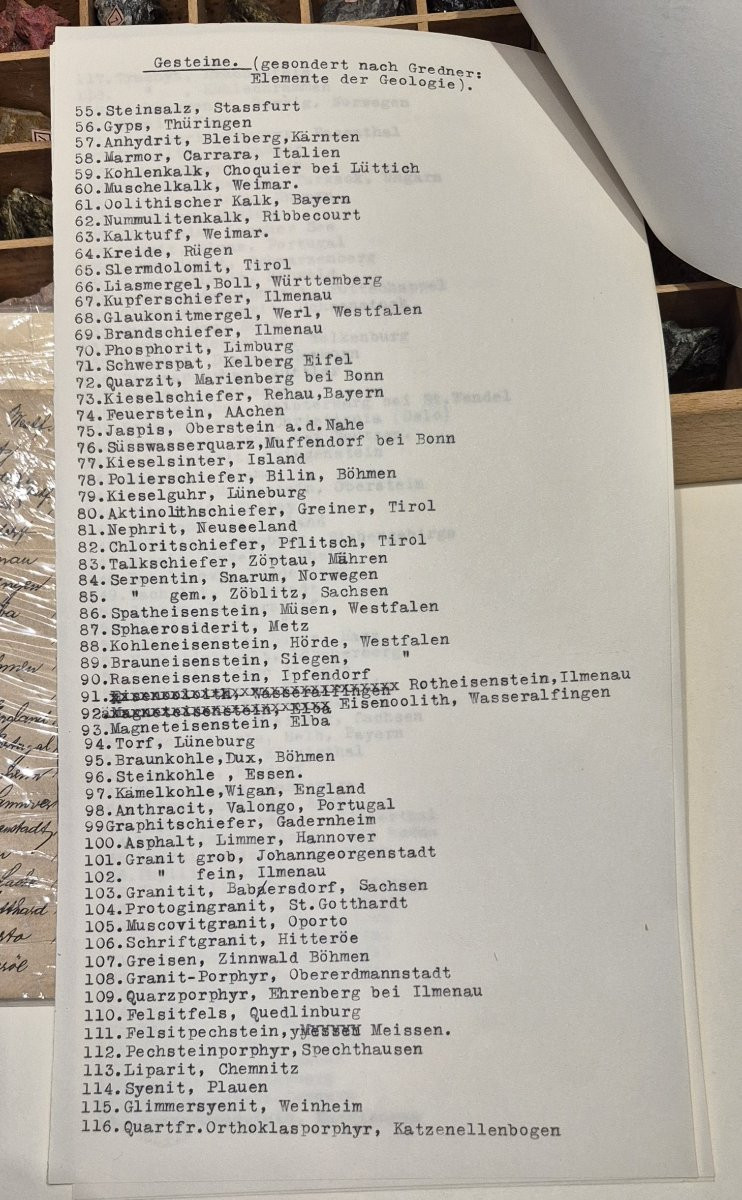 Gesteine. (gesondert nach Gredner:
Elemente der Geologie).
55.Steinsalz, Stassfurt
56.Gyps, Thüringen
57.Anhydrit, Bleiberg,Kärnten
58.Marmor, Carrara, Italien
59.Kohlenkalk, Choquier bei Lüttich
60.Muschelkalk, Weimar.
61.Oolithischer Kalk, Bayern
62.Nummulitenkalk, Ribbecourt
63.Kalktuff, Weimar.
64.Kreide, Rügen
65.Slermdolomit, Tirol
66.Liasmergel,Boll, Württemberg
67.Kupferschiefer, Ilmenau
68.Glaukonitmergel, Werl, Westfalen
69.Brandschiefer, Ilmenau
70.Phosphorit, Limburg
71.Schwerspat, Kelberg Eifel
72.Quarzit, Marienberg bei Bonn
73.Kieselschiefer, Rehau,Bayern
74.Feuerstein, AAchen
75.Jaspis, Oberstein a.d.Nahe
76.Süsswasserquarz,Muffendorf bei Bonn
77.Kieselsinter, Island
78.Polierschiefer, Bilin, Böhmen
79.Kieselguhr, Lüneburg
80.Aktinolithschiefer, Greiner, Tirol
81.Nephrit, Neuseeland
82.Chloritschiefer, Pflitsch, Tirol
83.Talkschiefer, Zöptau, Mähren
84.Serpentin, Snarum, Norwegen
85. " gem., Zöblitz, Sachsen
86.Spatheisenstein, Müsen, Westfalen
87.Sphaerosiderit, Metz
88.Kohleneisenstein, Hörde, Westfalen
89.Brauneisenstein, Siegen, "
90.Raseneisenstein, Ipfendorf
91. Rotheisenstein,Ilmenau
92. Magneteisenstein, Elba Eisenoolith, Wasseralfingen
93.Magneteisenstein, Elba
94.Torf, Lüneburg
95.Braunkohle,Dux, Böhmen
96.Steinkohle , Essen.
97.Kämelkohle,Wigan, England
98.Anthracit, Valongo, Portugal
99Graphitschiefer, Gadernheim
100.Asphalt, Limmer, Hannover
101.Granit grob, Johanngeorgenstadt
102. " fein, Ilmenau
103.Granitit, Bobersdorf, Sachsen
104.Protogingranit, St.Gotthardt
105.Muscovitgranit, Oporto
106.Schriftgranit, Hitteröe
107.Greisen, Zinnwald Böhmen
108.Granit-Porphyr, Obererdmannstadt
109.Quarzporphyr, Ehrenberg bei Ilmenau
110.Felsitfels, Quedlinburg
111.Felsitpechstein, Meissen.
112.Pechsteinporphyr,Spechthausen
113.Liparit, Chemnitz
114.Syenit, Plauen
115.Glimmersyenit, Weinheim
116.Quartfr.Orthoklasporphyr, Katzenellenbogen